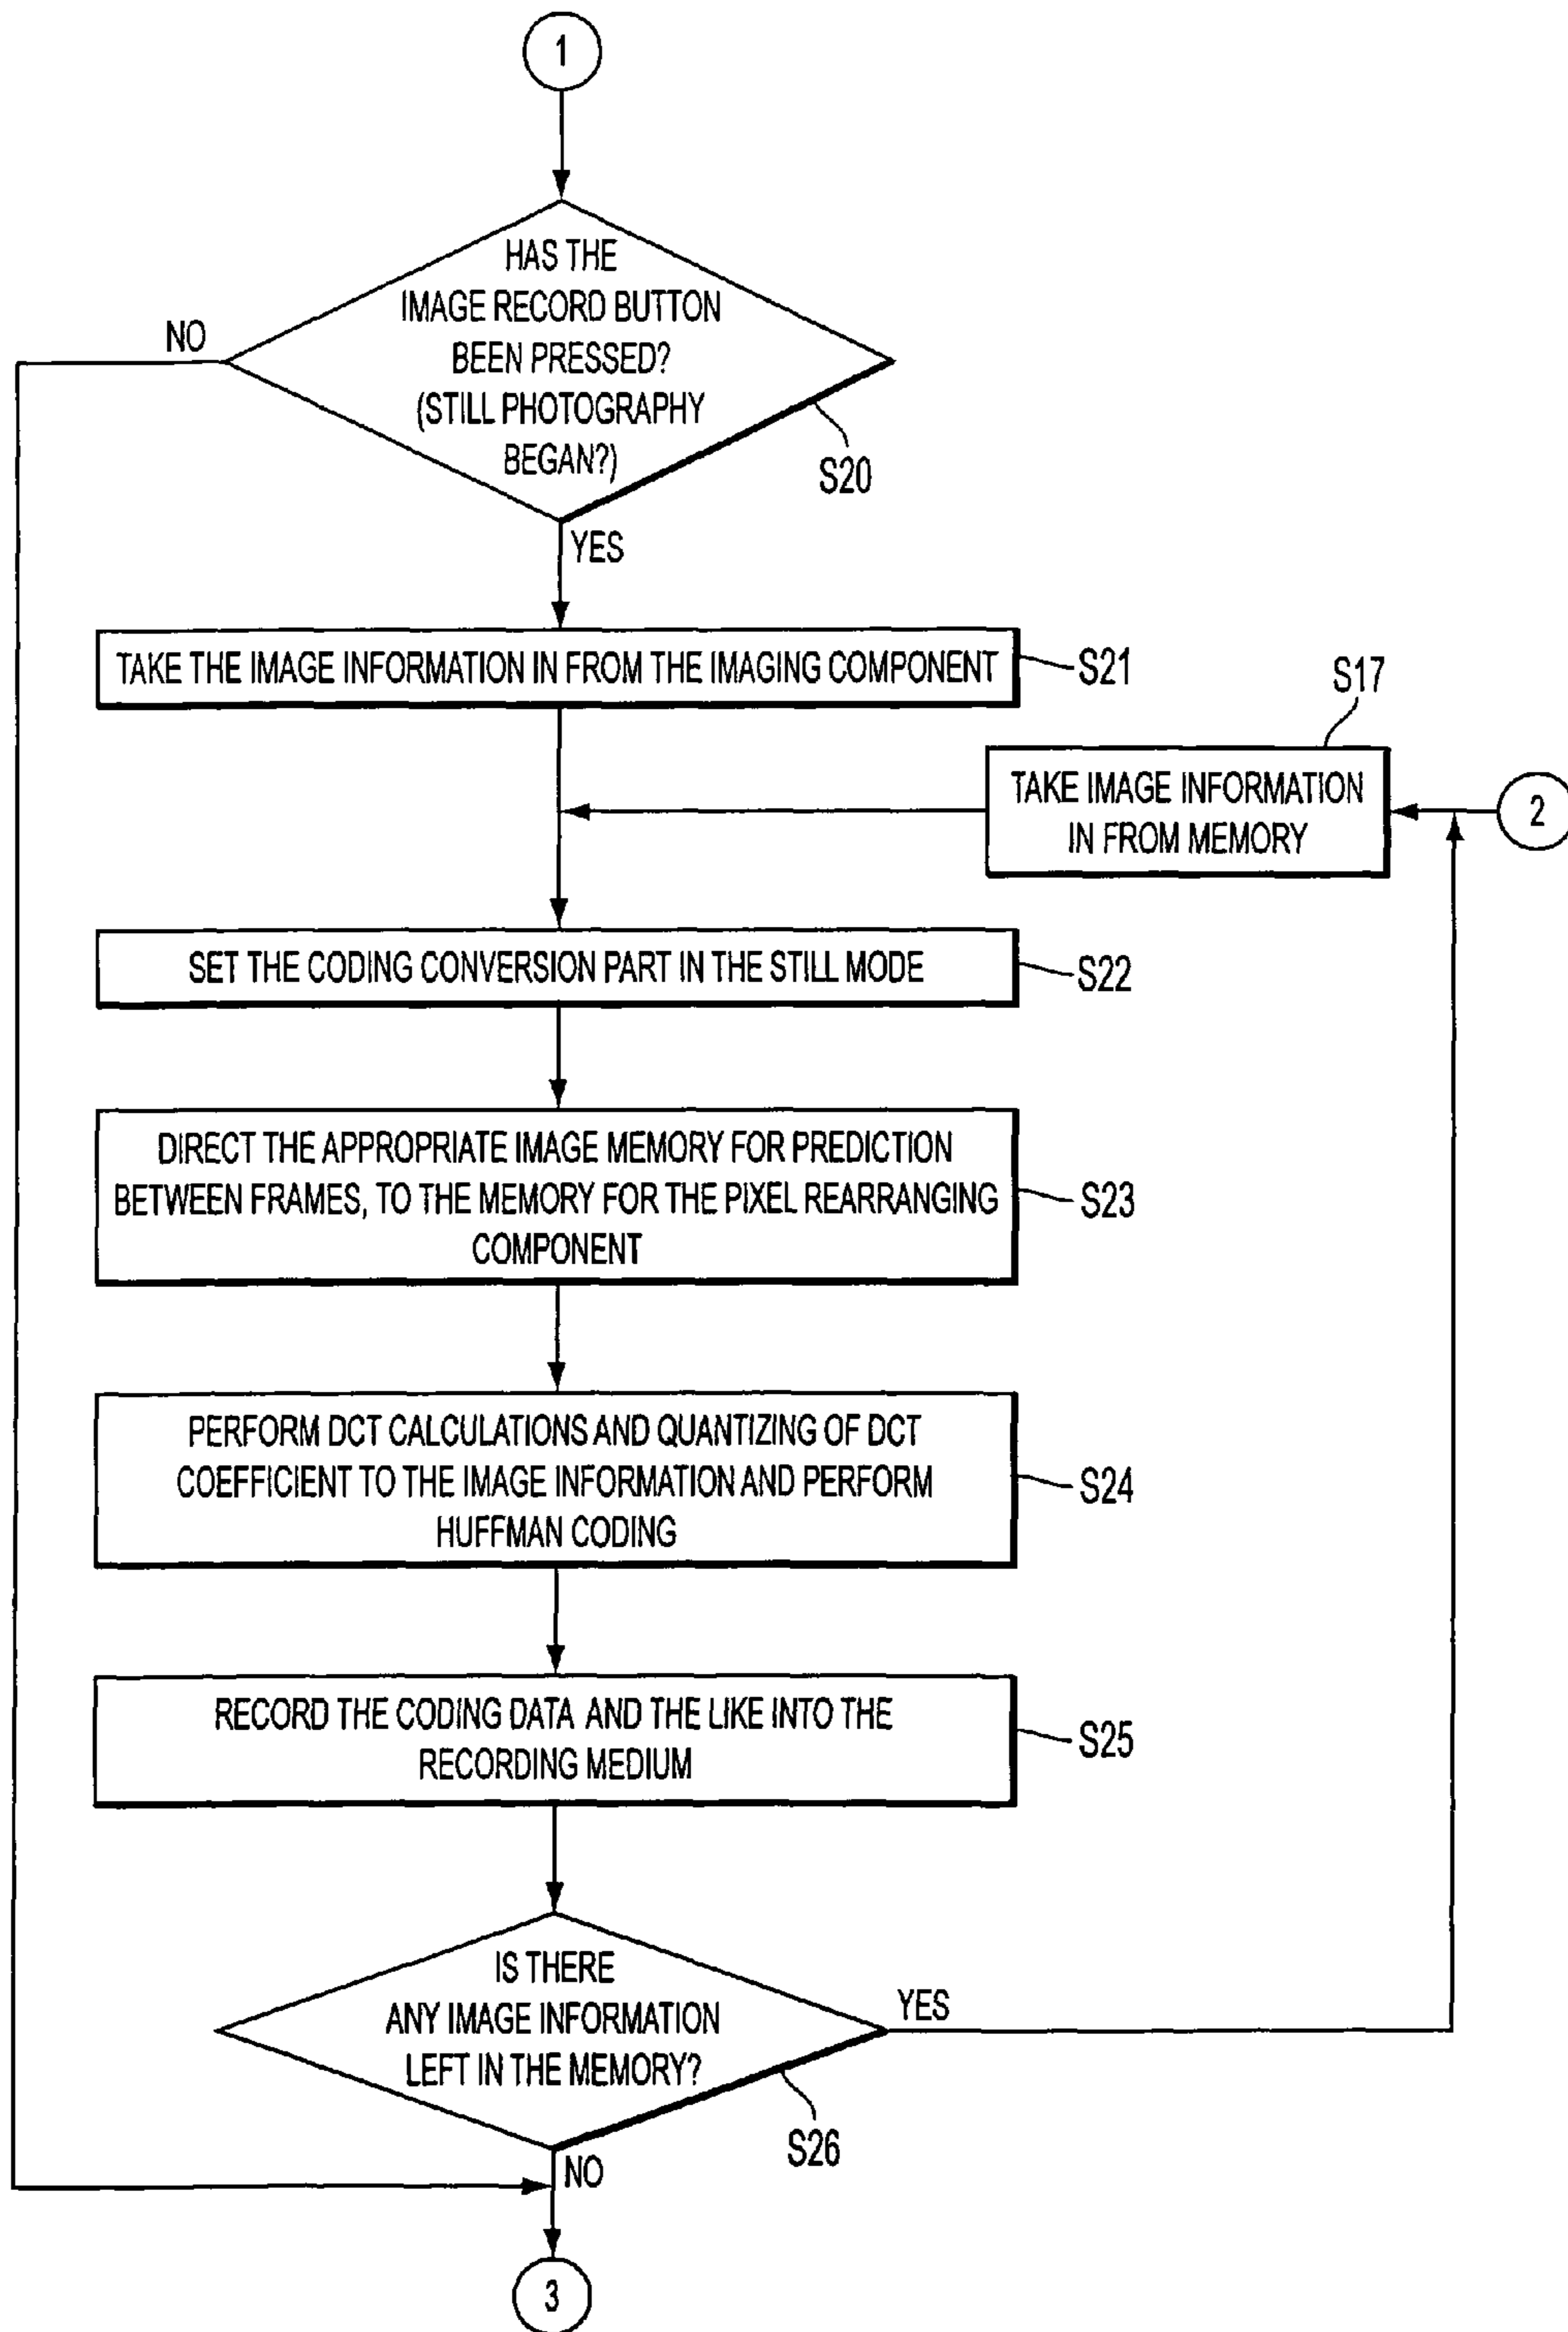 1
HAS THE
IMAGE RECORD BUTTON
BEEN PRESSED?
(STILL PHOTOGRAPHY
BEGAN?)
NO
S20
YES
TAKE THE IMAGE INFORMATION IN FROM THE IMAGING COMPONENT
S21
S17
TAKE IMAGE INFORMATION
IN FROM MEMORY
2
SET THE CODING CONVERSION PART IN THE STILL MODE
S22
DIRECT THE APPROPRIATE IMAGE MEMORY FOR PREDICTION
BETWEEN FRAMES, TO THE MEMORY FOR THE PIXEL REARRANGING
COMPONENT
S23
PERFORM DCT CALCULATIONS AND QUANTIZING OF DCT
COEFFICIENT TO THE IMAGE INFORMATION AND PERFORM
HUFFMAN CODING
S24
RECORD THE CODING DATA AND THE LIKE INTO THE
RECORDING MEDIUM
S25
IS THERE
ANY IMAGE INFORMATION
LEFT IN THE MEMORY?
YES
S26
NO
3